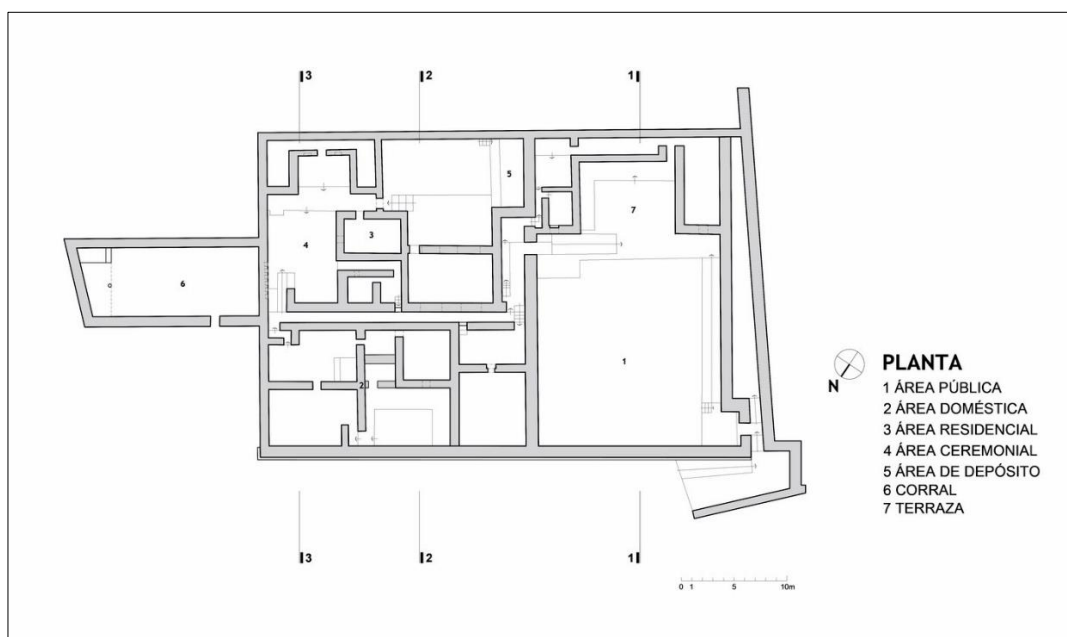 3 2 1
5
7
3
4
6
1
2
N
PLANTA
1 ÁREA PÚBLICA
2 ÁREA DOMÉSTICA
3 ÁREA RESIDENCIAL
4 ÁREA CEREMONIAL
5 ÁREA DE DEPÓSITO
6 CORRAL
7 TERRAZA
3 2 1
0 1 5 10m